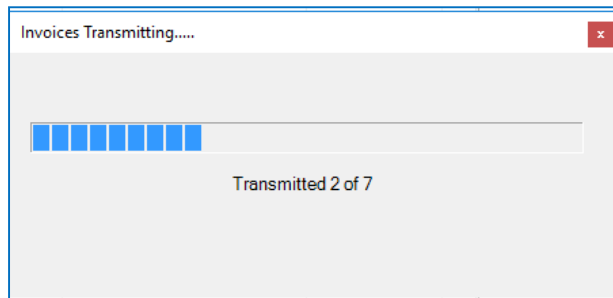 Invoices Transmitting.....
x
Transmitted 2 of 7